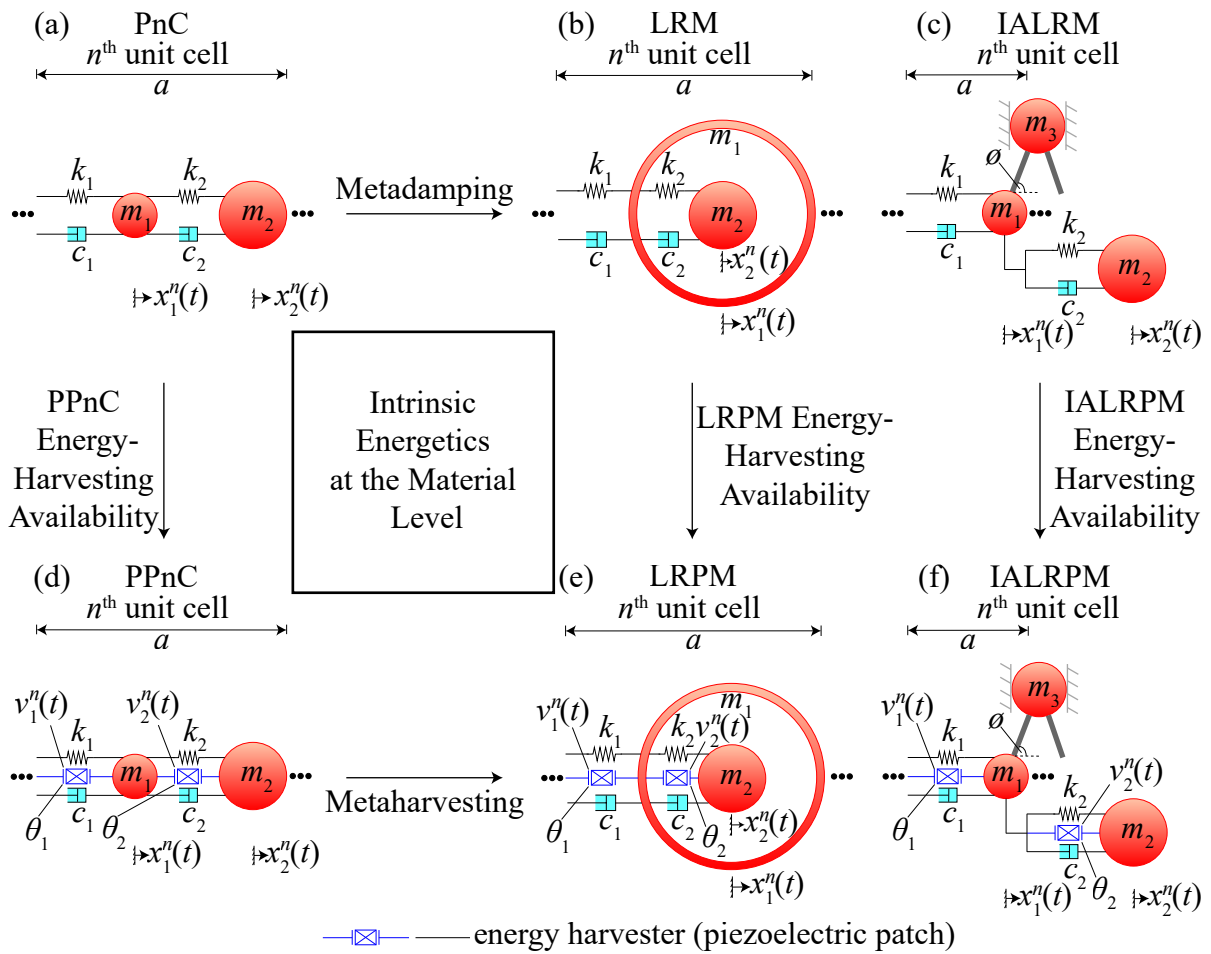 (a) PnC
nᵗʰ unit cell
a
k₁ k₂
m₁ m₂
c₁ c₂
x₁ⁿ(t) x₂ⁿ(t)
Metadamping
(b) LRM
nᵗʰ unit cell
a
m₁
k₁ k₂
m₂
c₁ c₂
x₂ⁿ(t)
x₁ⁿ(t)
(c) IALRM
nᵗʰ unit cell
a
m₃
k₁ ø
m₁
k₂
c₁
m₂
c₂
x₁ⁿ(t) x₂ⁿ(t)
PPnC
Energy-
Harvesting
Availability
Intrinsic
Energetics
at the Material
Level
LRPM Energy-
Harvesting
Availability
IALRPM
Energy-
Harvesting
Availability
(d) PPnC
nᵗʰ unit cell
a
v₁ⁿ(t) v₂ⁿ(t)
k₁ k₂
m₁ m₂
θ₁ c₁ θ₂ c₂
x₁ⁿ(t) x₂ⁿ(t)
Metaharvesting
(e) LRPM
nᵗʰ unit cell
a
m₁
v₁ⁿ(t) k₁ k₂ v₂ⁿ(t)
m₂
θ₁ c₁ c₂ θ₂
x₂ⁿ(t)
x₁ⁿ(t)
(f) IALRPM
nᵗʰ unit cell
a
m₃
v₁ⁿ(t) k₁ ø
m₁
v₂ⁿ(t)
k₂
θ₁ c₁
m₂
c₂ θ₂
x₁ⁿ(t) x₂ⁿ(t)
energy harvester (piezoelectric patch)